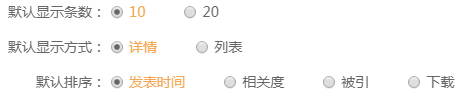 默认显示条数： 10 20
默认显示方式： 详情 列表
默认排序： 发表时间 相关度 被引 下载